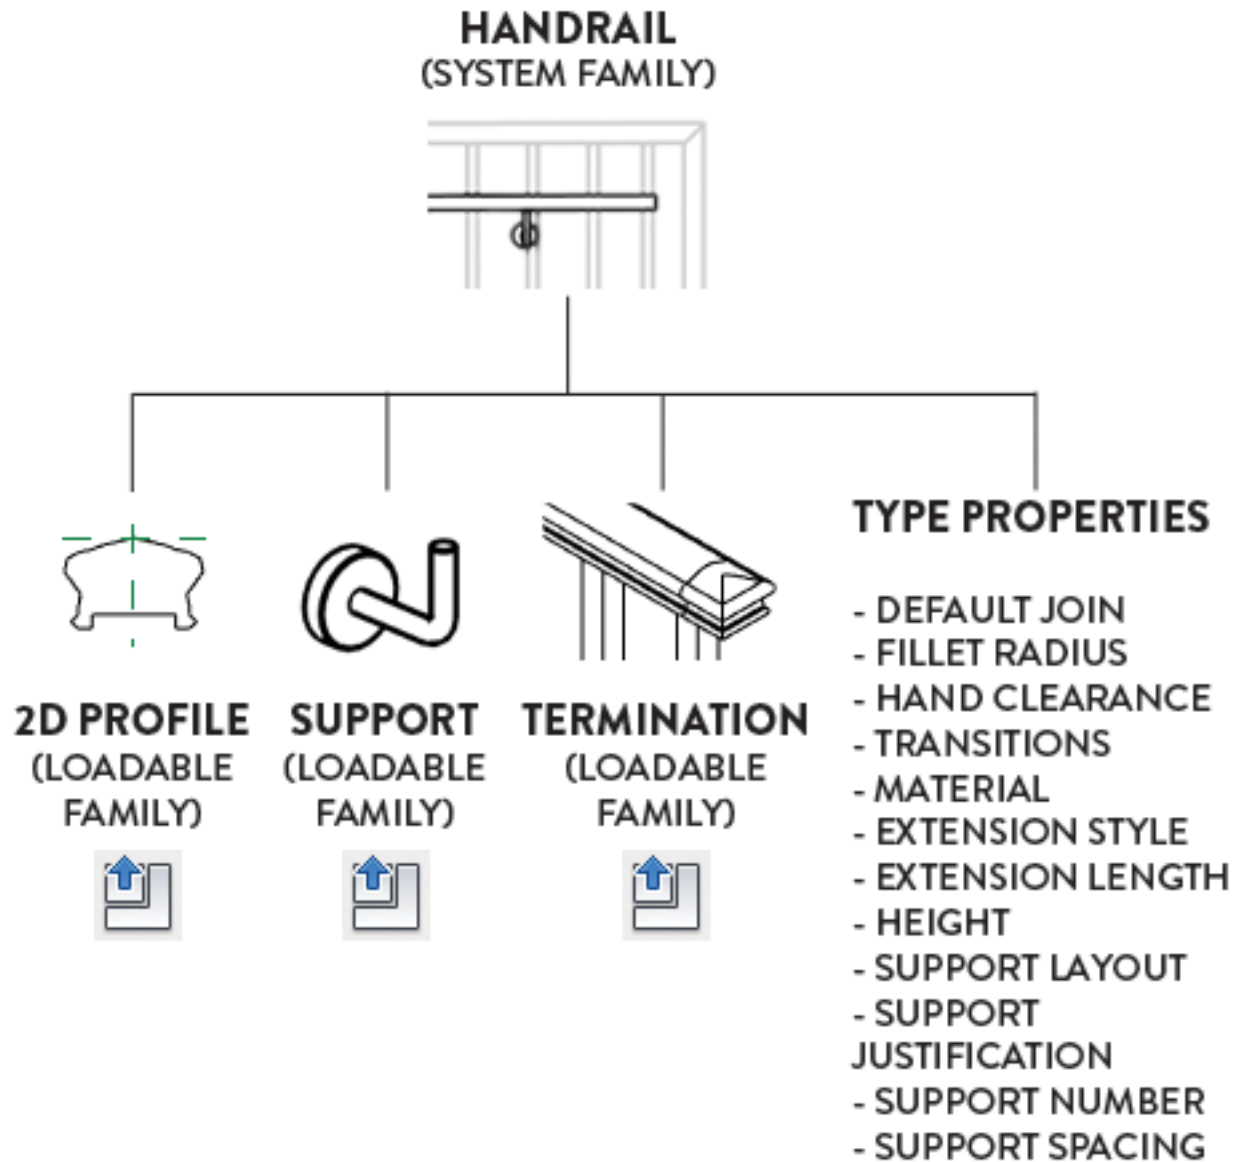 HANDRAIL
(SYSTEM FAMILY)
2D PROFILE
(LOADABLE
FAMILY)
SUPPORT
(LOADABLE
FAMILY)
TERMINATION
(LOADABLE
FAMILY)
TYPE PROPERTIES
- DEFAULT JOIN
- FILLET RADIUS
- HAND CLEARANCE
- TRANSITIONS
- MATERIAL
- EXTENSION STYLE
- EXTENSION LENGTH
- HEIGHT
- SUPPORT LAYOUT
- SUPPORT
JUSTIFICATION
- SUPPORT NUMBER
- SUPPORT SPACING